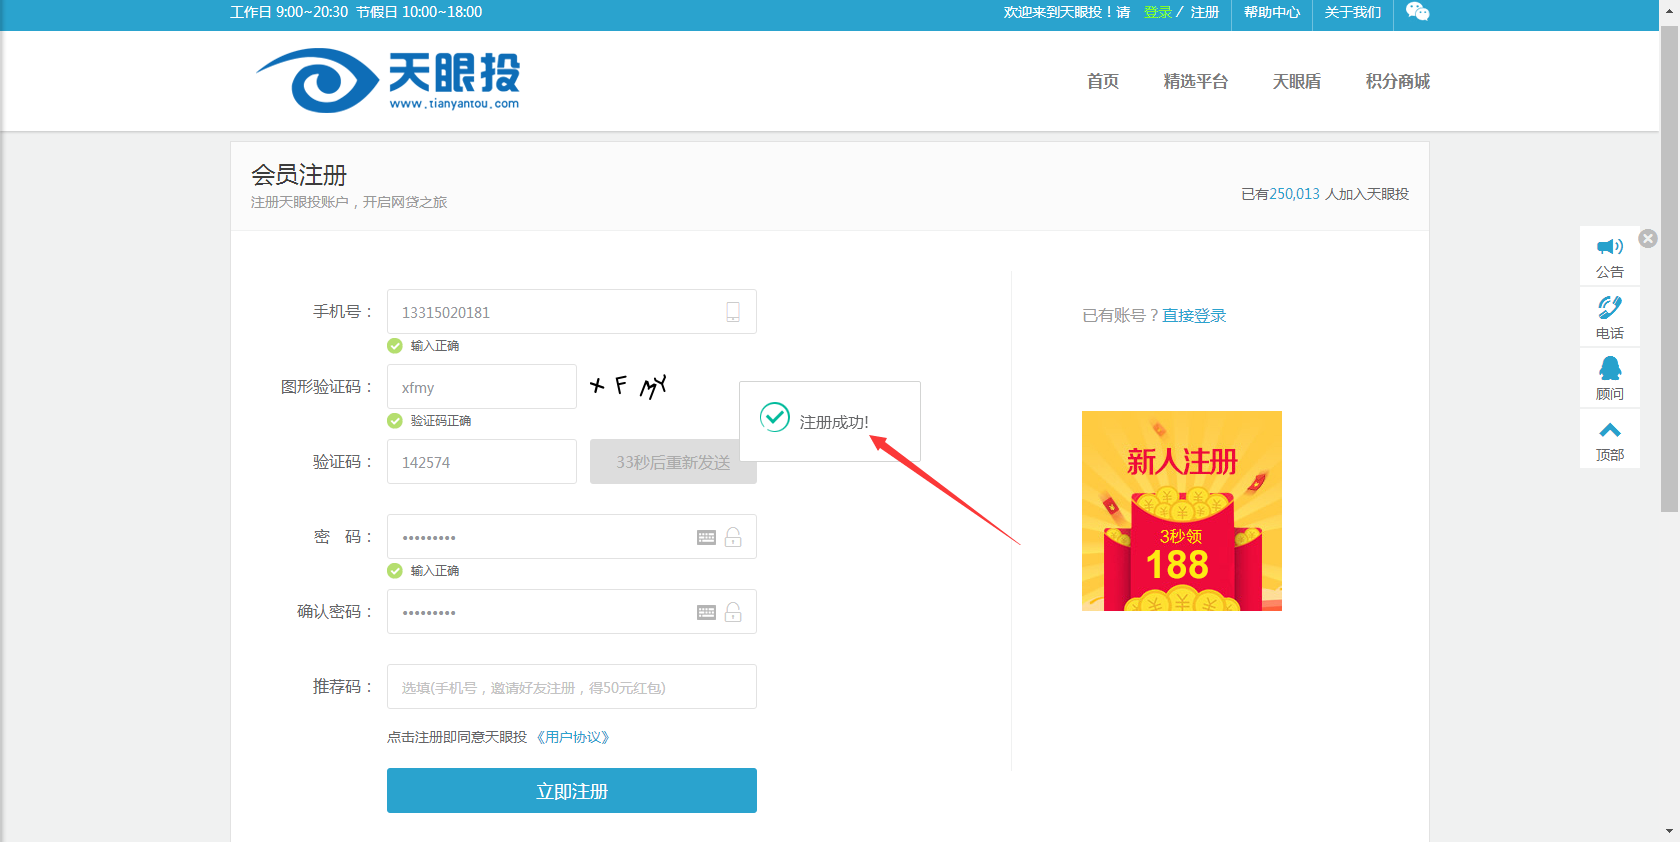 工作日 9:00~20:30 节假日 10:00~18:00
欢迎来到天眼投！请 登录 / 注册 帮助中心 关于我们
天眼投
www.tianyantou.com
首页 精选平台 天眼盾 积分商城
会员注册
注册天眼投账户，开启网贷之旅
已有250,013 人加入天眼投
手机号： 13315020181
输入正确
图形验证码： xfmy X F M Y
验证码正确
验证码： 142574 33秒后重新发送
注册成功!
密 码： •••••••••
输入正确
确认密码： •••••••••
推荐码： 选填(手机号，邀请好友注册，得50元红包)
点击注册即同意天眼投 《用户协议》
立即注册
已有账号？直接登录
新人注册
3秒领
188
公告
电话
顾问
顶部